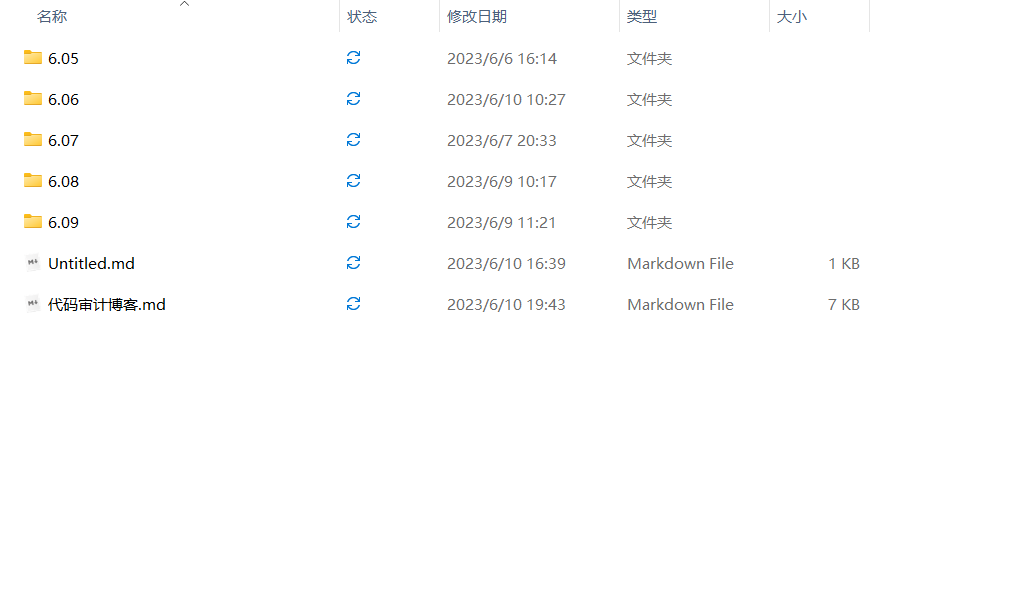 名称 状态 修改日期 类型 大小
6.05 2023/6/6 16:14 文件夹
6.06 2023/6/10 10:27 文件夹
6.07 2023/6/7 20:33 文件夹
6.08 2023/6/9 10:17 文件夹
6.09 2023/6/9 11:21 文件夹
Untitled.md 2023/6/10 16:39 Markdown File 1 KB
代码审计博客.md 2023/6/10 19:43 Markdown File 7 KB